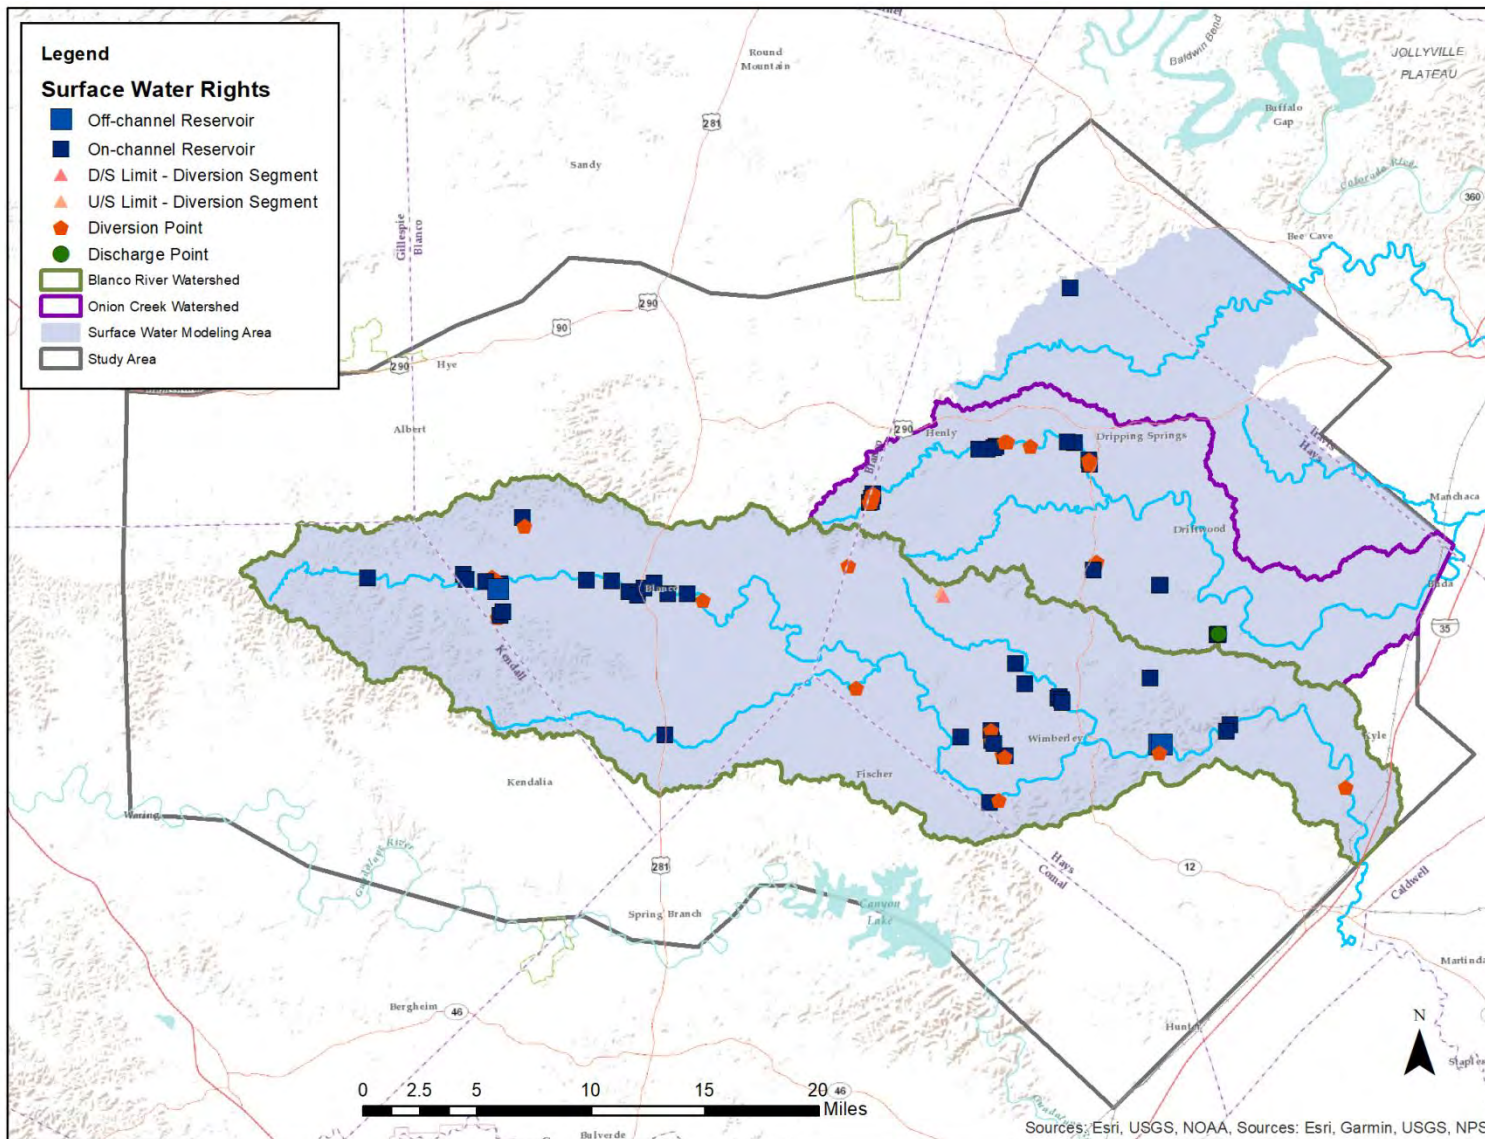 Legend
Surface Water Rights
Off-channel Reservoir
On-channel Reservoir
D/S Limit - Diversion Segment
U/S Limit - Diversion Segment
Diversion Point
Discharge Point
Blanco River Watershed
Onion Creek Watershed
Surface Water Modeling Area
Study Area
Round
Mountain
Baldwin Bend
JOLLYVILLE
PLATEAU
Buffalo
Gap
281
Sandy
Colorado River
360
Gillespie
Blanco
Bee Cave
290
90
290
Hye
Albert
290
Henly
Blanco
Dripping Springs
Travis
Hays
Manchaca
Driftwood
Blanco
Buda
35
Kendall
Wimberley
Kyle
Fischer
Kendalia
Waring
Guadalupe River
281
Hays
Comal
12
Caldwell
Spring Branch
Canyon
Lake
Martinda
Bergheim
46
Hunter
N
Staples
0 2.5 5 10 15 20
Miles
46
Guadalupe
Bulverde
Sources: Esri, USGS, NOAA, Sources: Esri, Garmin, USGS, NPS